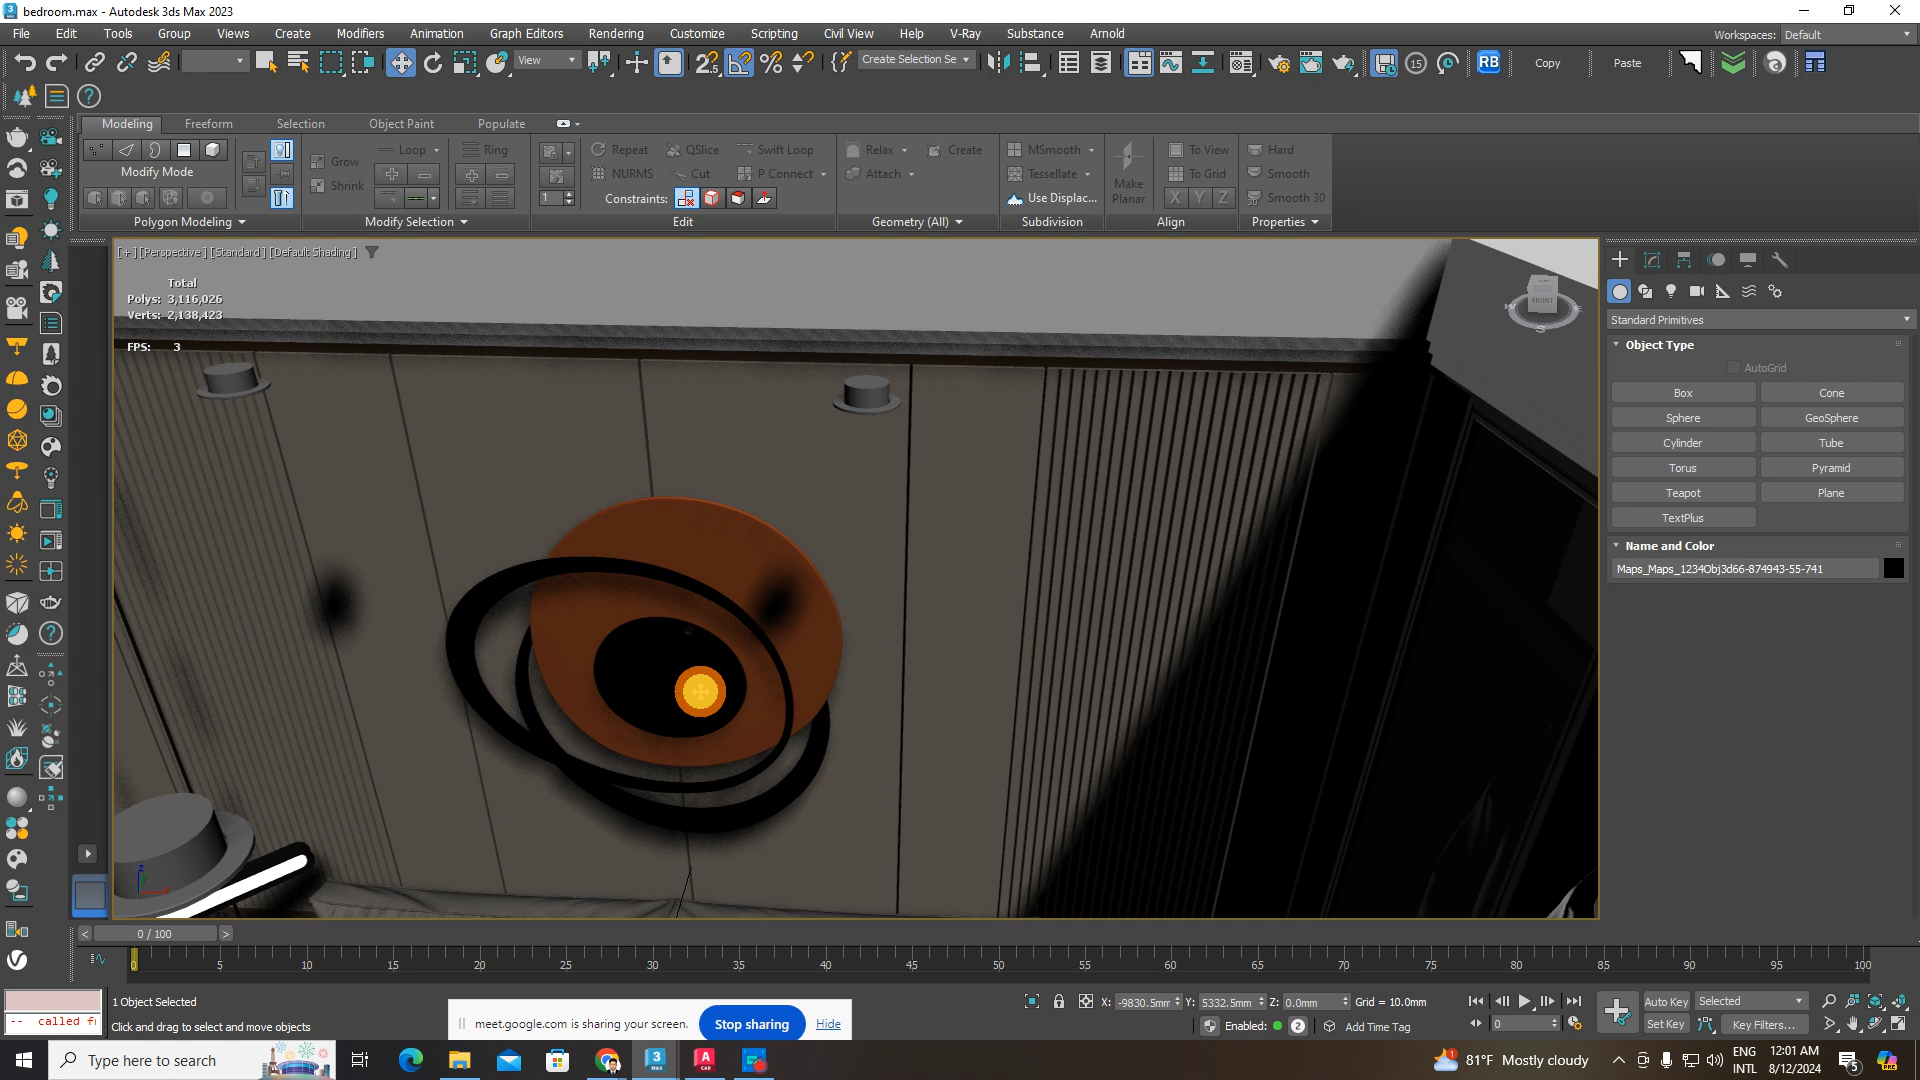 bedroom.max - Autodesk 3ds Max 2023
File Edit Tools Group Views Create Modifiers Animation Graph Editors Rendering Customize Scripting Civil View Help V-Ray Substance Arnold
Workspaces: Default
View
Create Selection Se
15
RB
Copy
Paste
Modeling Freeform Selection Object Paint Populate
Modify Mode
Polygon Modeling
Grow
Shrink
Loop
Ring
Modify Selection
1
Repeat QSlice Swift Loop
NURMS Cut P Connect
Constraints:
Edit
Relax Create
Attach
Geometry (All)
MSmooth
Tessellate
Use Displac...
Subdivision
Make
Planar
To View
To Grid
X Y Z
Align
Hard
Smooth
Smooth 30
Properties
[+] [Perspective] [Standard] [Default Shading]
Total
Polys: 3,116,026
Verts: 2,138,423
FPS: 3
FRONT
S
Standard Primitives
Object Type
AutoGrid
Box Cone
Sphere GeoSphere
Cylinder Tube
Torus Pyramid
Teapot Plane
TextPlus
Name and Color
Maps_Maps_1234Obj3d66-874943-55-741
< 0 / 100 >
0 5 10 15 20 25 30 35 40 45 50 55 60 65 70 75 80 85 90 95 100
1 Object Selected
-- called f
Click and drag to select and move objects
meet.google.com is sharing your screen.
Stop sharing
Hide
X: -9830.5mm Y: 5332.5mm Z: 0.0mm Grid = 10.0mm
Enabled: 2 Add Time Tag
Auto Key Selected
Set Key Key Filters...
0
Type here to search
81°F Mostly cloudy
ENG
INTL
12:01 AM
8/12/2024
5